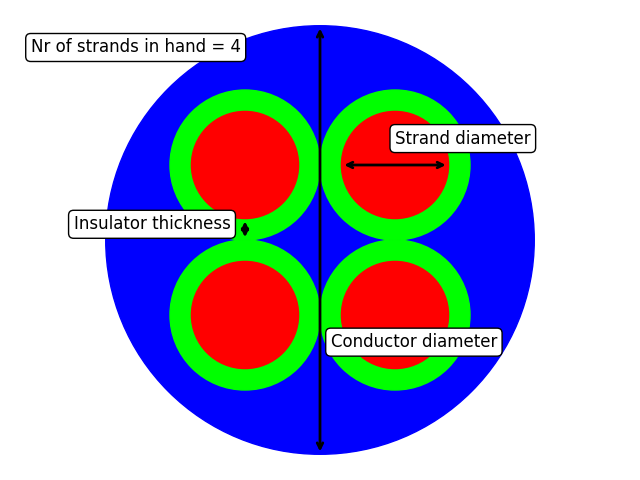 Nr of strands in hand = 4
Strand diameter
Insulator thickness
Conductor diameter